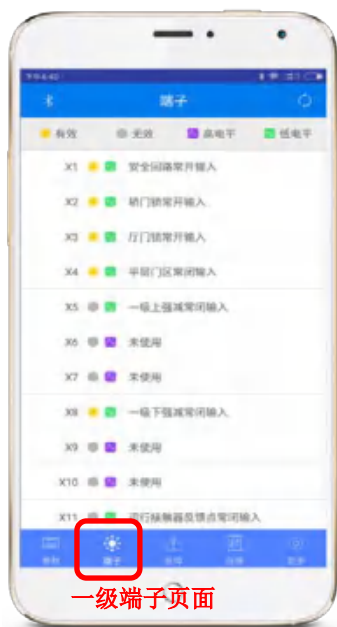 端子
有效 无效 高电平 低电平
X1 安全回路常开输入
X2 轿门锁常开输入
X3 厅门锁常开输入
X4 平层门区常闭输入
X5 一级上强减常闭输入
X6 未使用
X7 未使用
X8 一级下强减常闭输入
X9 未使用
X10 未使用
X11 运行接触器反馈点常闭输入
端子
一级端子页面